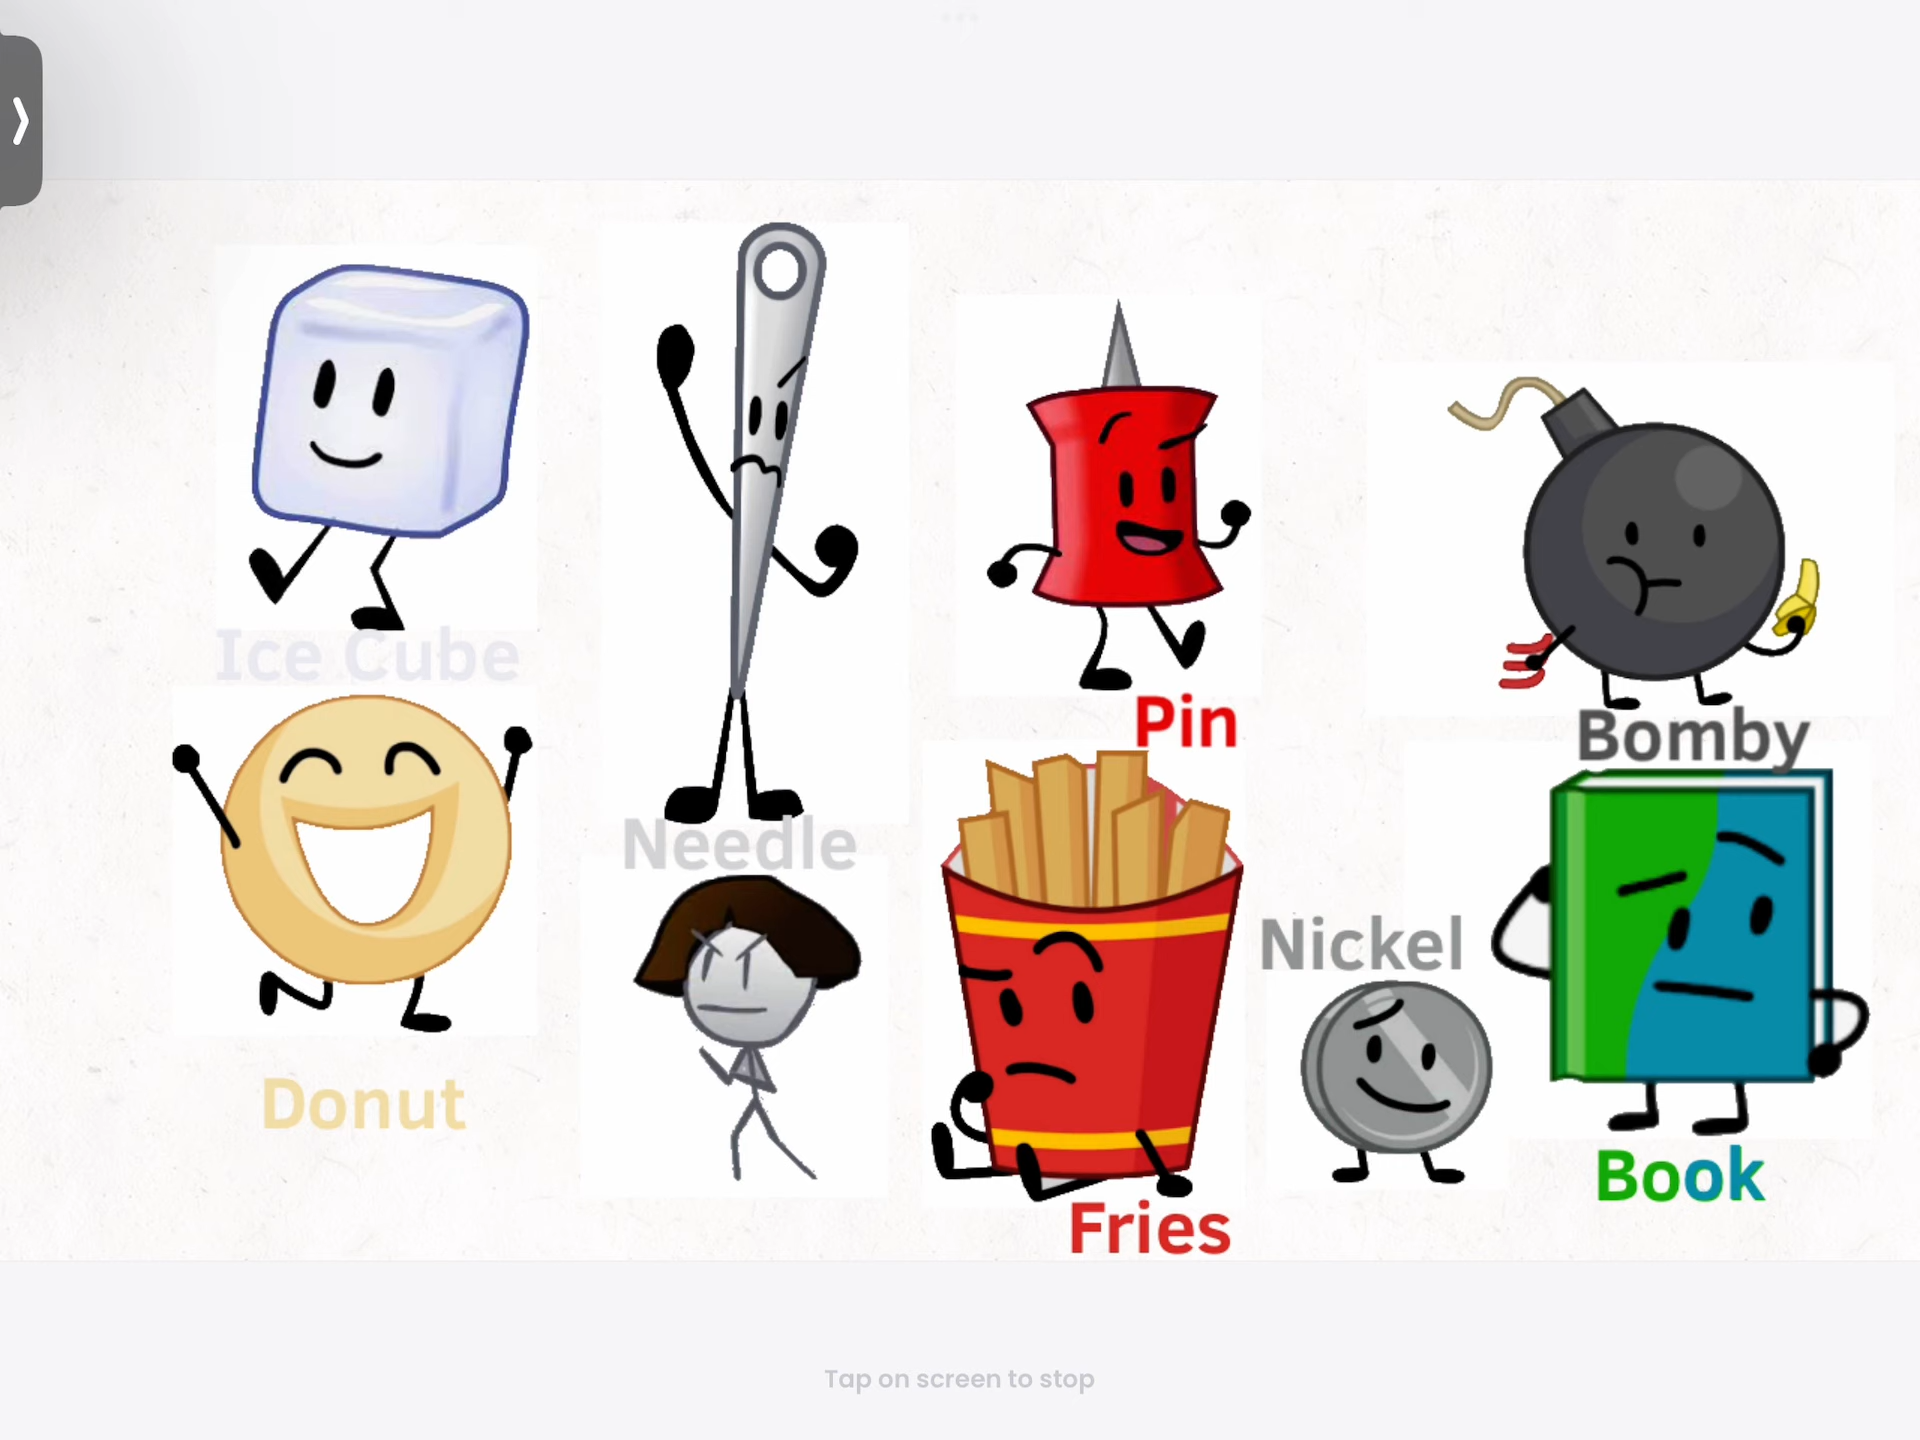 Ice Cube
Needle
Pin
Bomby
Donut
Fries
Nickel
Book
Tap on screen to stop